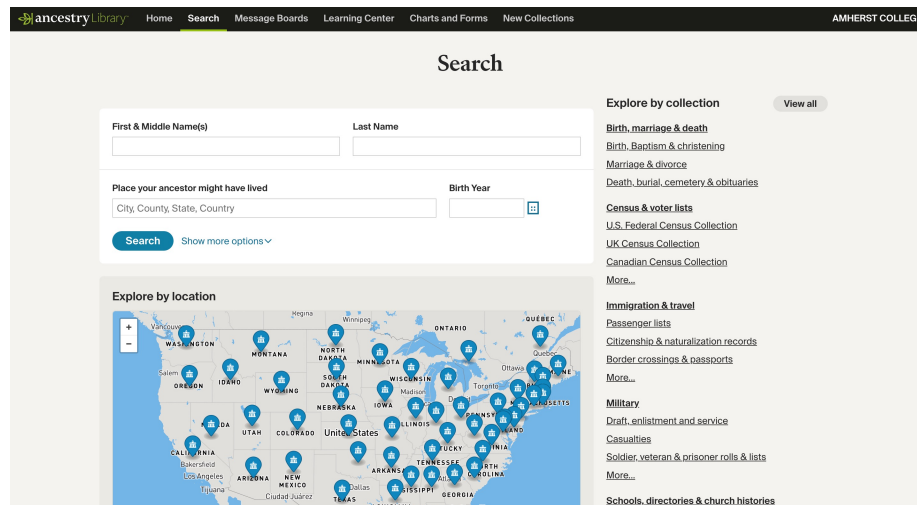 ancestryLibrary
Home Search Message Boards Learning Center Charts and Forms New Collections
AMHERST COLLEG
Search
First & Middle Name(s)
Last Name
Place your ancestor might have lived
Birth Year
City, County, State, Country
Search Show more options
Explore by location
+
−
Regina
Winnipeg
Vancouver
ONTARIO
QUÉBEC
WASHINGTON
MONTANA
NORTH
DAKOTA
MINNESOTA
Quebec
Salem
OREGON
IDAHO
SOUTH
DAKOTA
WISCONSIN
Ottawa
WYOMING
Madison
Toronto
NEBRASKA
IOWA
UTAH
COLORADO
United States
ILLINOIS
CALIFORNIA
Bakersfield
Los Angeles
ARIZONA
NEW
MEXICO
TENNESSEE
Tijuana
Ciudad Juárez
Dallas
TEXAS
GEORGIA
Explore by collection
View all
Birth, marriage & death
Birth, Baptism & christening
Marriage & divorce
Death, burial, cemetery & obituaries
Census & voter lists
U.S. Federal Census Collection
UK Census Collection
Canadian Census Collection
More...
Immigration & travel
Passenger lists
Citizenship & naturalization records
Border crossings & passports
More...
Military
Draft, enlistment and service
Casualties
Soldier, veteran & prisoner rolls & lists
More...
Schools, directories & church histories